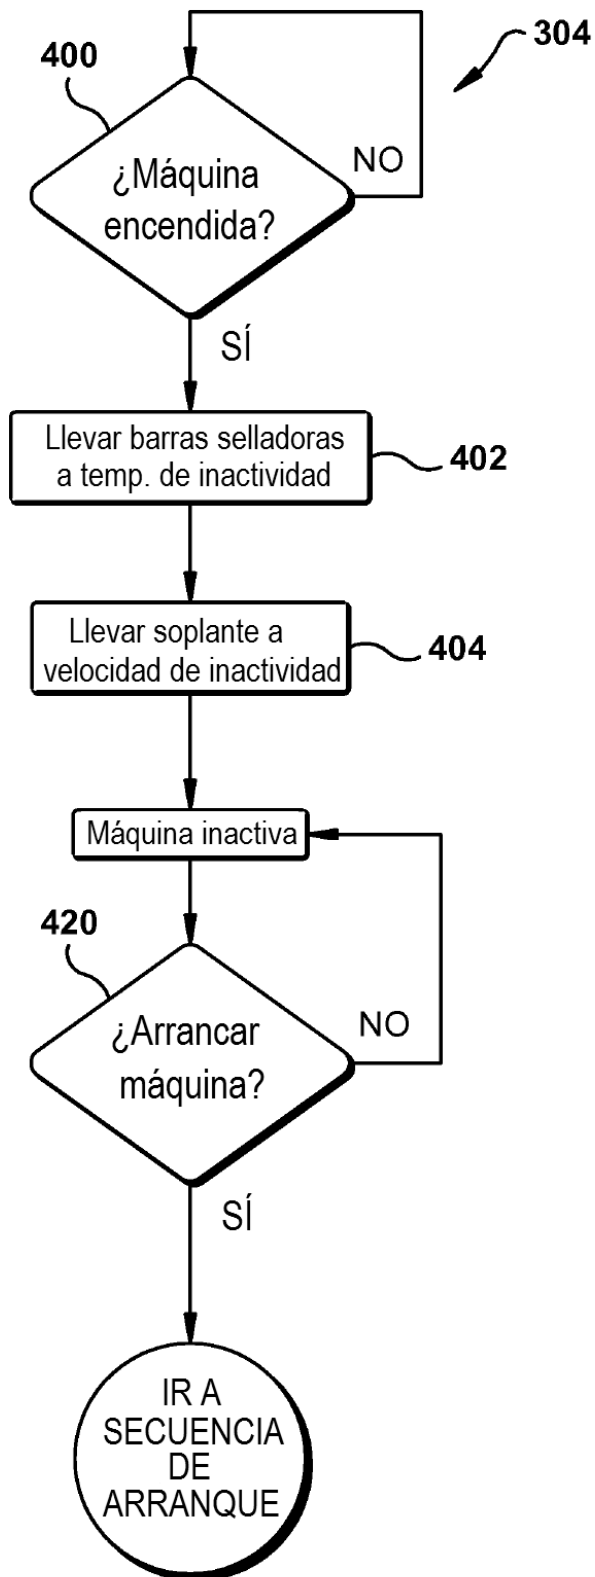 304
400
NO
¿Máquina
encendida?
SÍ
Llevar barras selladoras
a temp. de inactividad
402
Llevar soplante a
velocidad de inactividad
404
Máquina inactiva
420
¿Arrancar
máquina?
NO
SÍ
IR A
SECUENCIA
DE
ARRANQUE